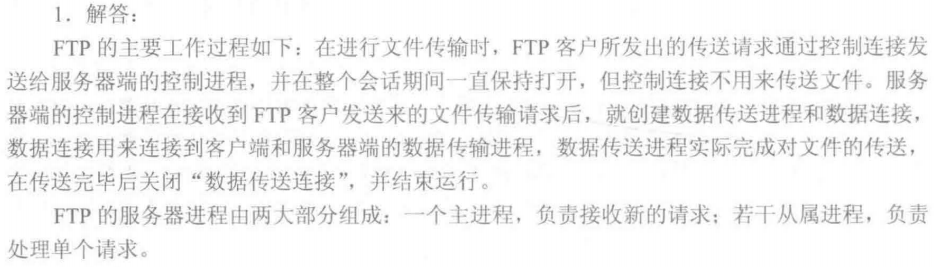 1．解答：
FTP 的主要工作过程如下：在进行文件传输时，FTP 客户所发出的传送请求通过控制连接发
送给服务器端的控制进程，并在整个会话期间一直保持打开，但控制连接不用来传送文件。服务
器端的控制进程在接收到 FTP 客户发送来的文件传输请求后，就创建数据传送进程和数据连接，
数据连接用来连接到客户端和服务器端的数据传输进程，数据传送进程实际完成对文件的传送，
在传送完毕后关闭“数据传送连接”，并结束运行。
FTP 的服务器进程由两大部分组成：一个主进程，负责接收新的请求；若干从属进程，负责
处理单个请求。